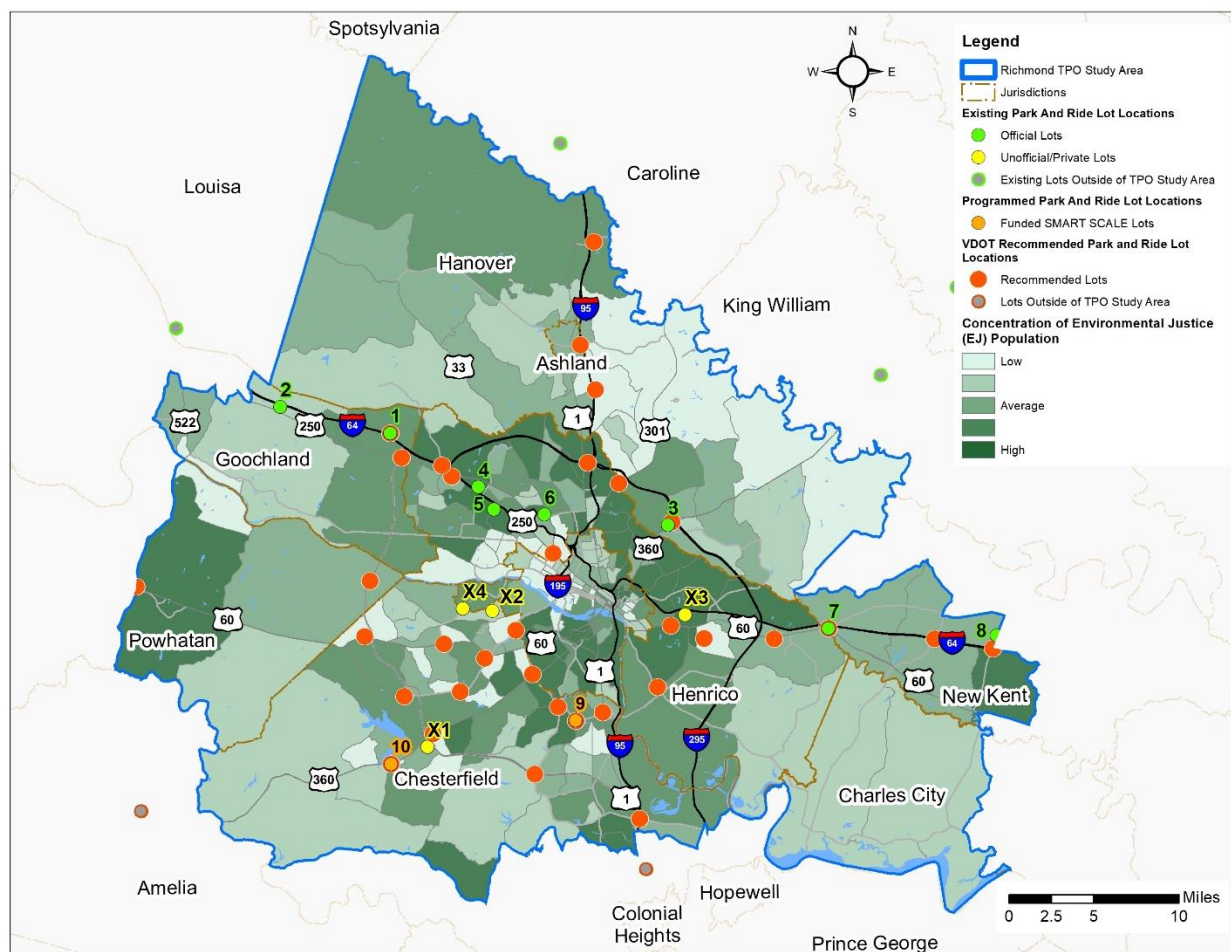 Spotsylvania
N
W
E
S
Louisa
Caroline
Hanover
King William
95
Ashland
33
1
301
2
522
250
64
1
Goochland
4
5
6
250
3
360
195
X4
X2
X3
7
8
60
64
60
Powhatan
60
60
1
Henrico
New Kent
9
X1
10
95
295
360
Chesterfield
1
Charles City
Amelia
Hopewell
Colonial
Heights
Prince George
Legend
Richmond TPO Study Area
Jurisdictions
Existing Park And Ride Lot Locations
Official Lots
Unofficial/Private Lots
Existing Lots Outside of TPO Study Area
Programmed Park And Ride Lot Locations
Funded SMART SCALE Lots
VDOT Recommended Park and Ride Lot
Locations
Recommended Lots
Lots Outside of TPO Study Area
Concentration of Environmental Justice
(EJ) Population
Low
Average
High
Miles
0 2.5 5 10